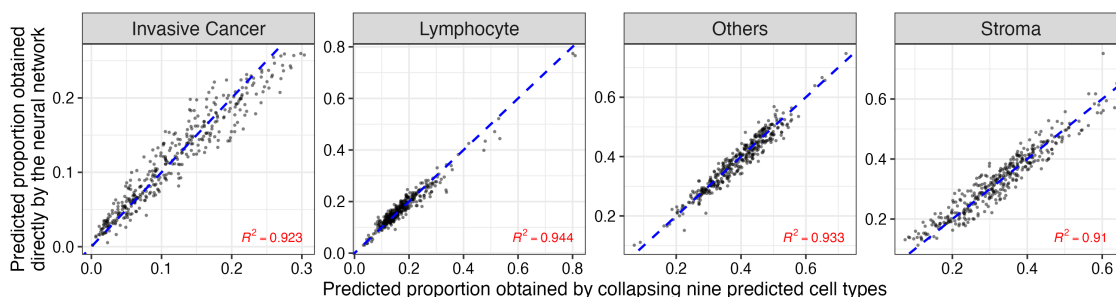 Invasive Cancer
Lymphocyte
Others
Stroma
Predicted proportion obtained
directly by the neural network
0.2
0.1
0.0
0.8
0.6
0.4
0.2
0.0
0.6
0.4
0.2
0.6
0.4
0.2
R² = 0.923
R² = 0.944
R² = 0.933
R² = 0.91
0.0 0.1 0.2 0.3
0.0 0.2 0.4 0.6 0.8
0.2 0.4 0.6
0.2 0.4 0.6
Predicted proportion obtained by collapsing nine predicted cell types